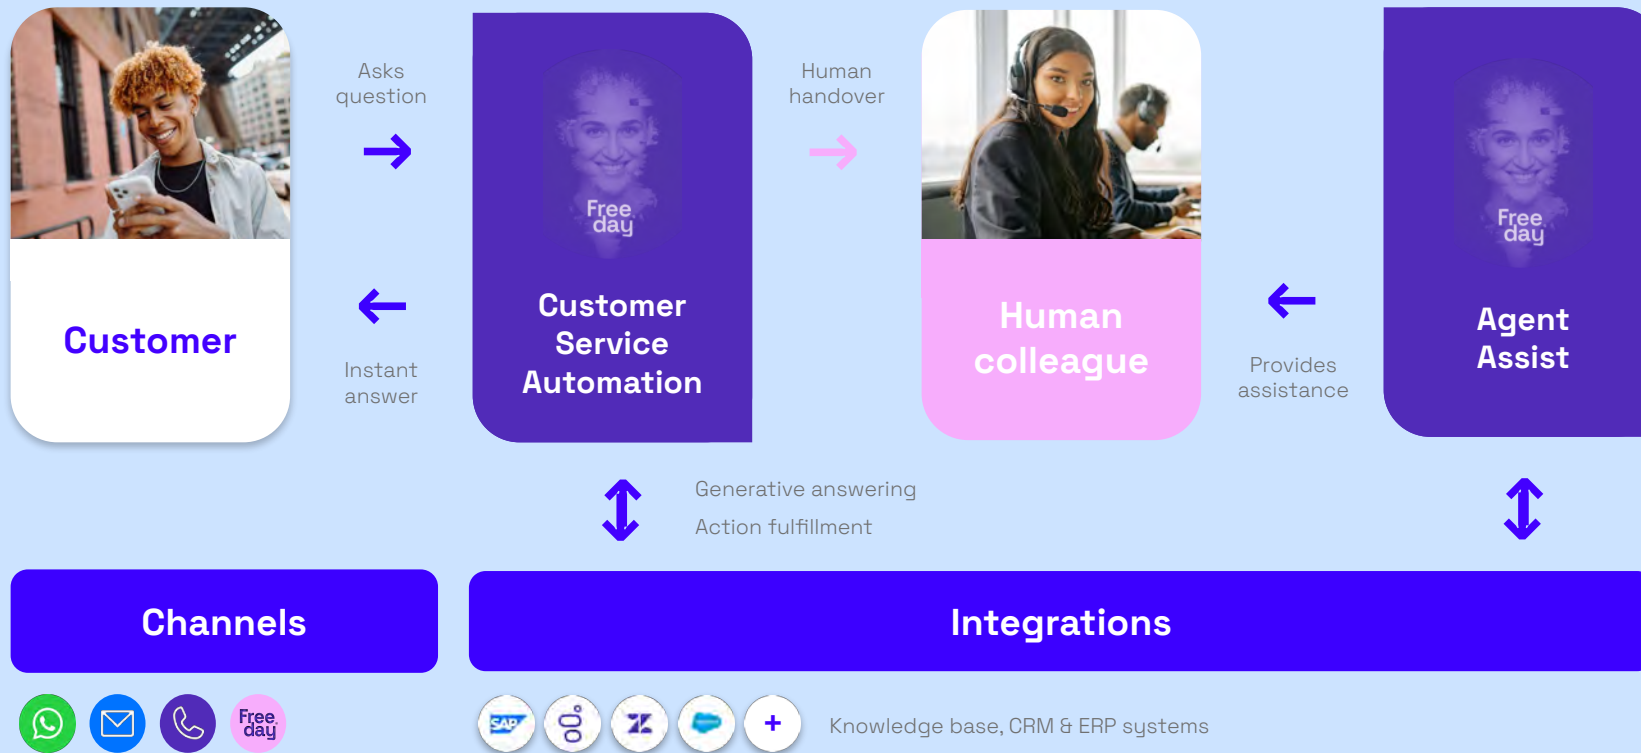 Asks
question
Human
handover
Free.
day
Free.
day
Customer
Instant
answer
Customer
Service
Automation
Human
colleague
Provides
assistance
Agent
Assist
Generative answering
Action fulfillment
Channels
Integrations
Free.
day
SAP
+
Knowledge base, CRM & ERP systems